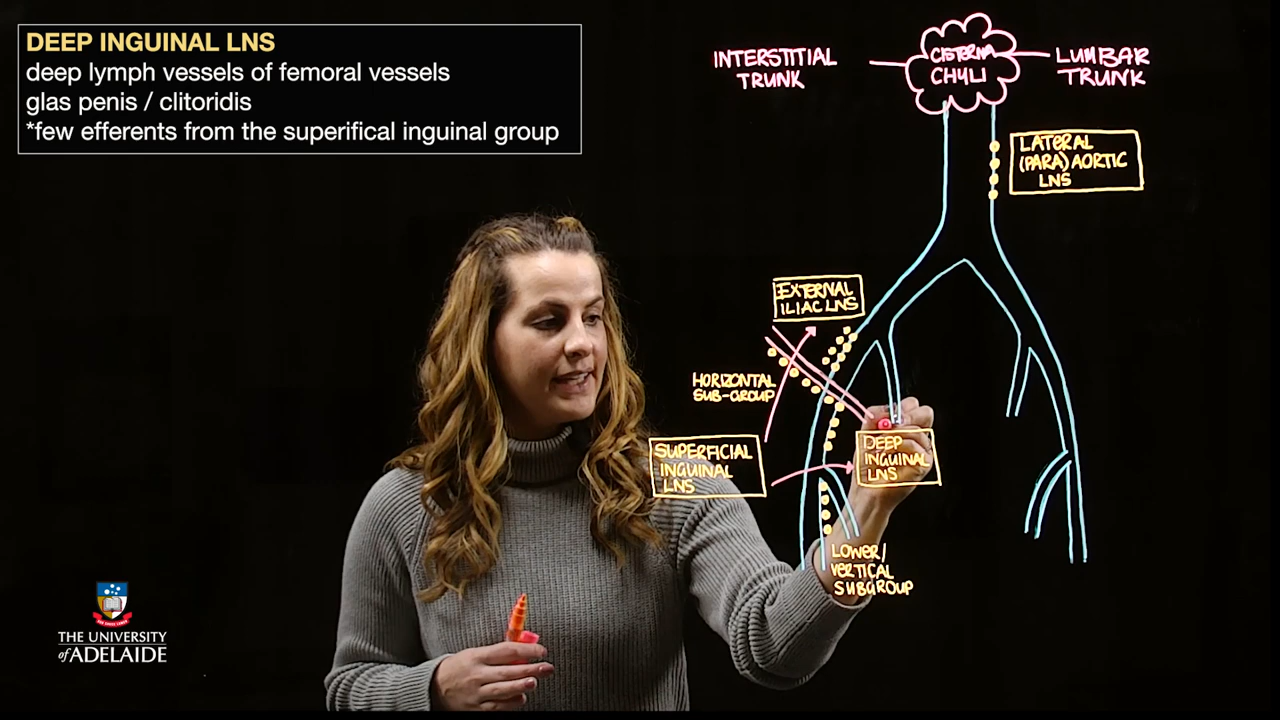 DEEP INGUINAL LNS
deep lymph vessels of femoral vessels
glas penis / clitoridis
*few efferents from the superifical inguinal group
INTERSTITIAL
TRUNK
CISTERNA
CHYLI
LUMBAR
TRUNK
LATERAL
(PARA) AORTIC
LNS
EXTERNAL
ILIAC LNS
HORIZONTAL
SUB-GROUP
SUPERFICIAL
INGUINAL
LNS
DEEP
INGUINAL
LNS
LOWER/
VERTICAL
SUBGROUP
THE UNIVERSITY
of ADELAIDE